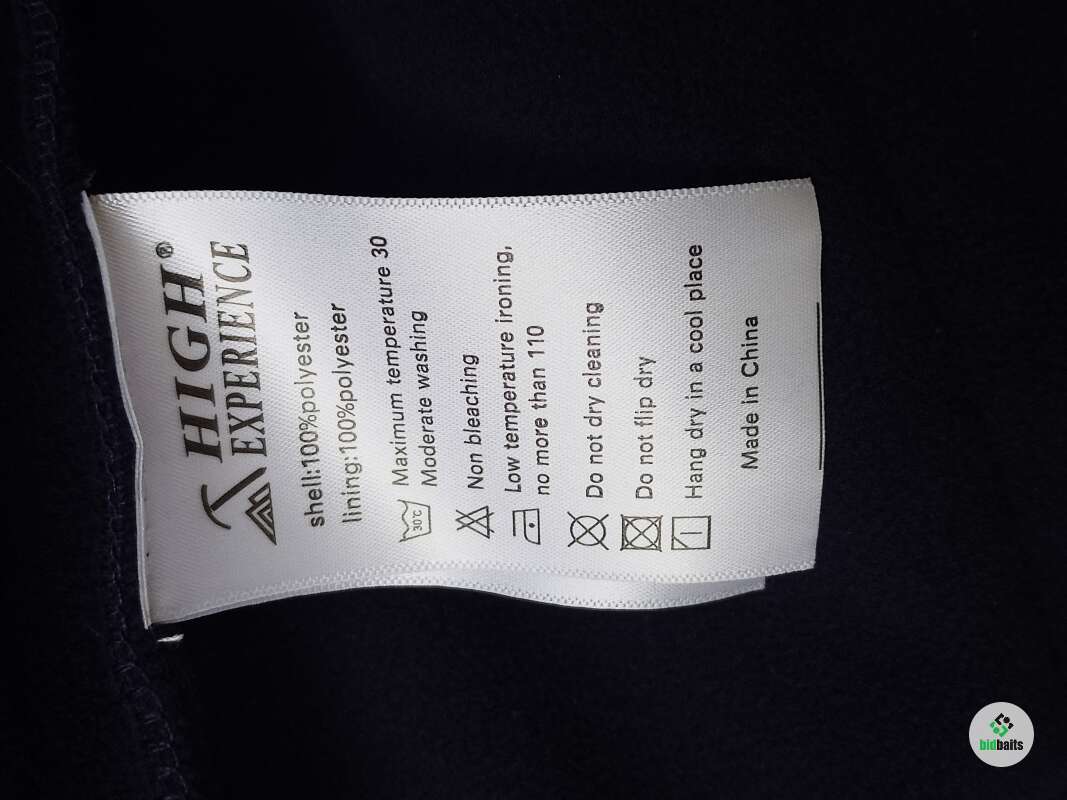 HIGH®
EXPERIENCE
shell:100%polyester
lining:100%polyester
30°C
Maximum temperature 30
Moderate washing
Non bleaching
Low temperature ironing,
no more than 110
Do not dry cleaning
Do not flip dry
Hang dry in a cool place
Made in China
bidbaits